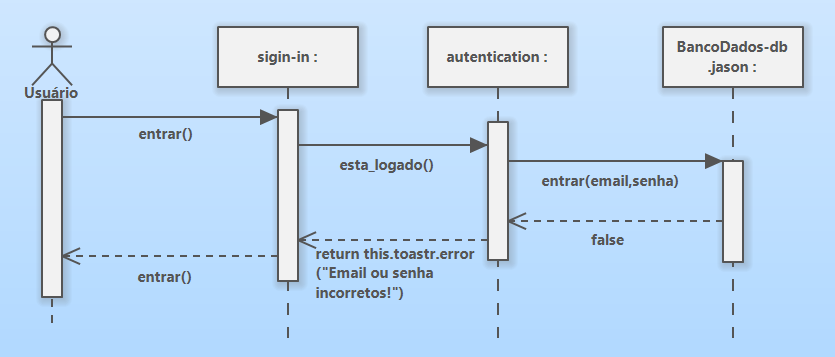 Usuário
sigin-in :
autentication :
BancoDados-db
.jason :
entrar()
esta_logado()
entrar(email,senha)
false
return this.toastr.error
("Email ou senha
incorretos!")
entrar()